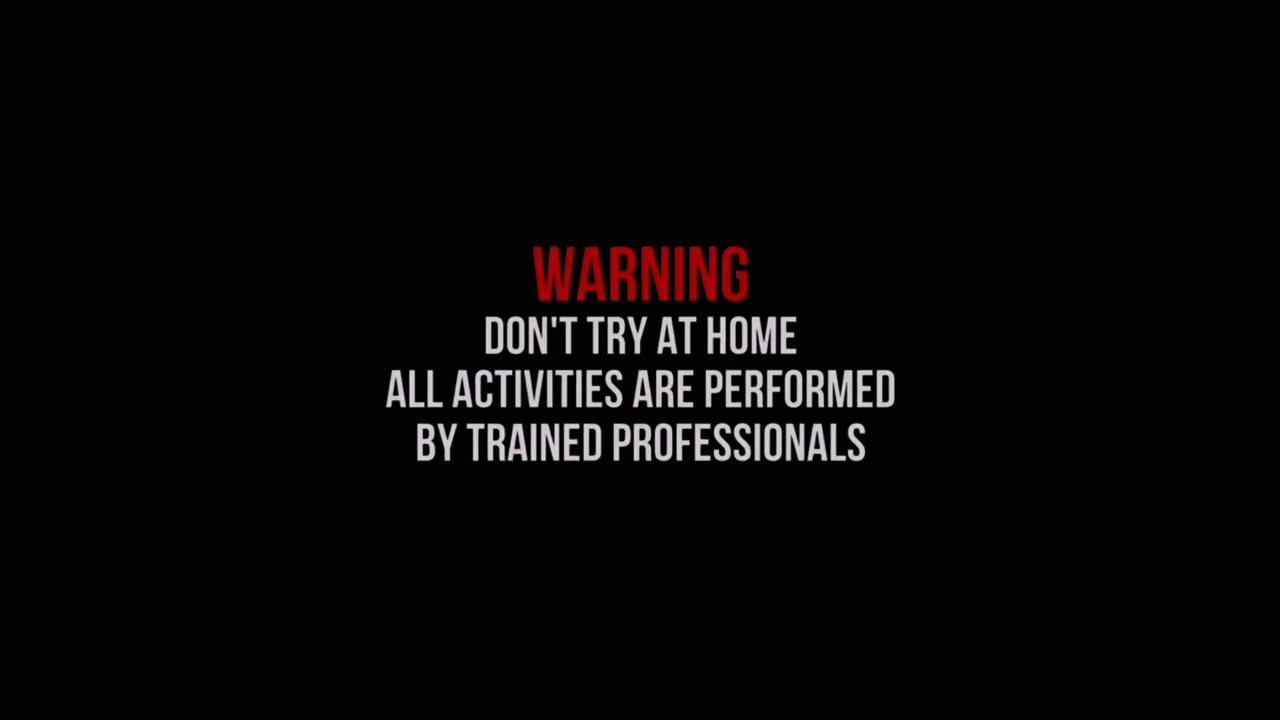 WARNING
DON'T TRY AT HOME
ALL ACTIVITIES ARE PERFORMED
BY TRAINED PROFESSIONALS